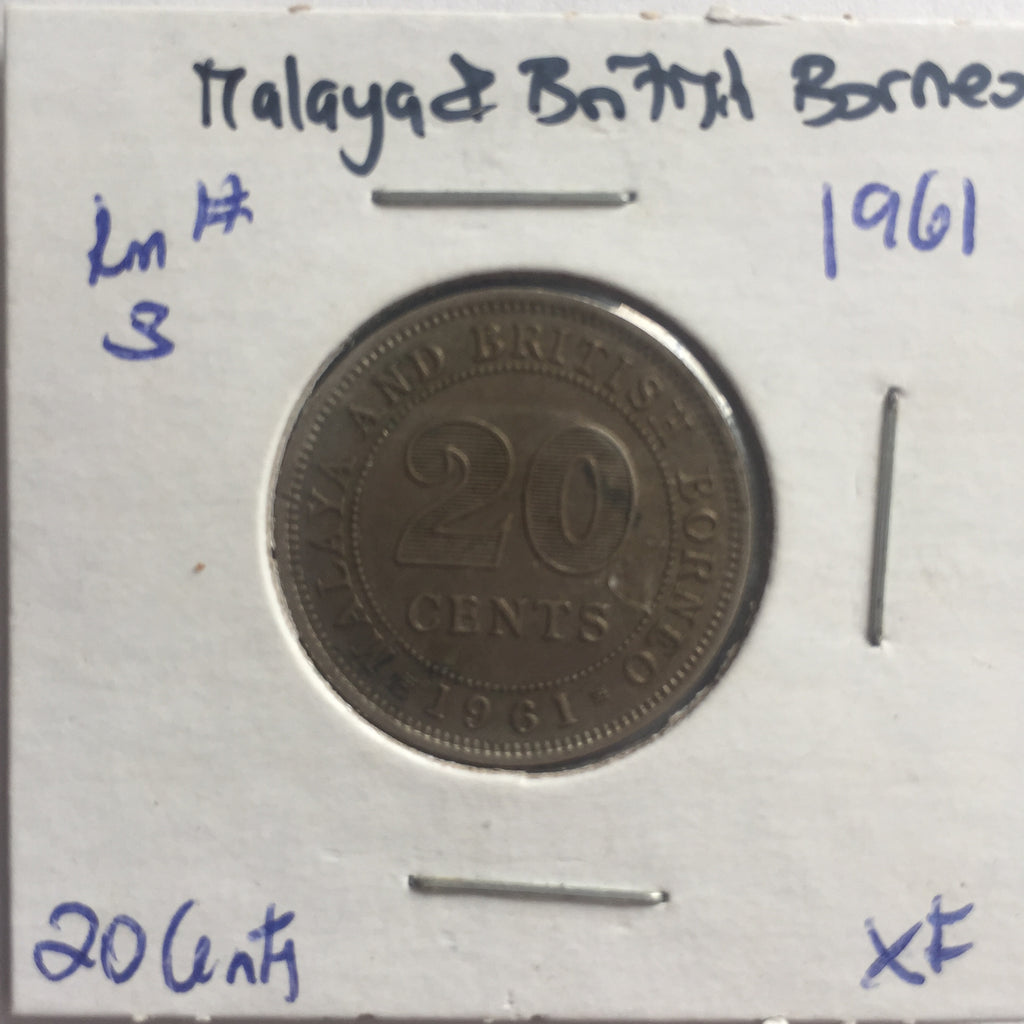 Malaya & British Borneo
km #
3
1961
MALAYA AND BRITISH BORNEO
20
CENTS
1961
20 Cents
XF